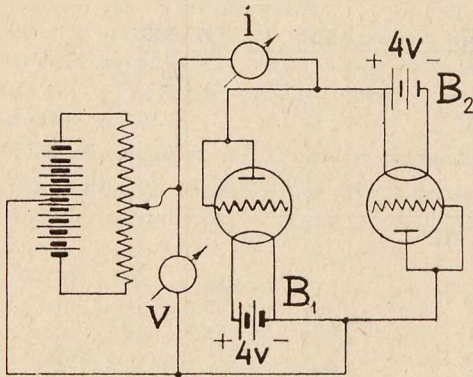 i
+ 4v -
B₂
V
B₁
+ 4v -